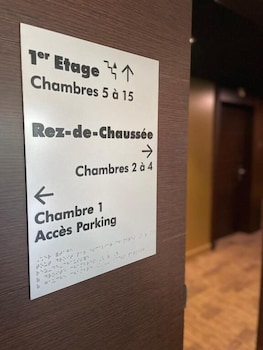 1er Etage
Chambres 5 à 15
Rez-de-Chaussée
Chambres 2 à 4
Chambre 1
Accès Parking